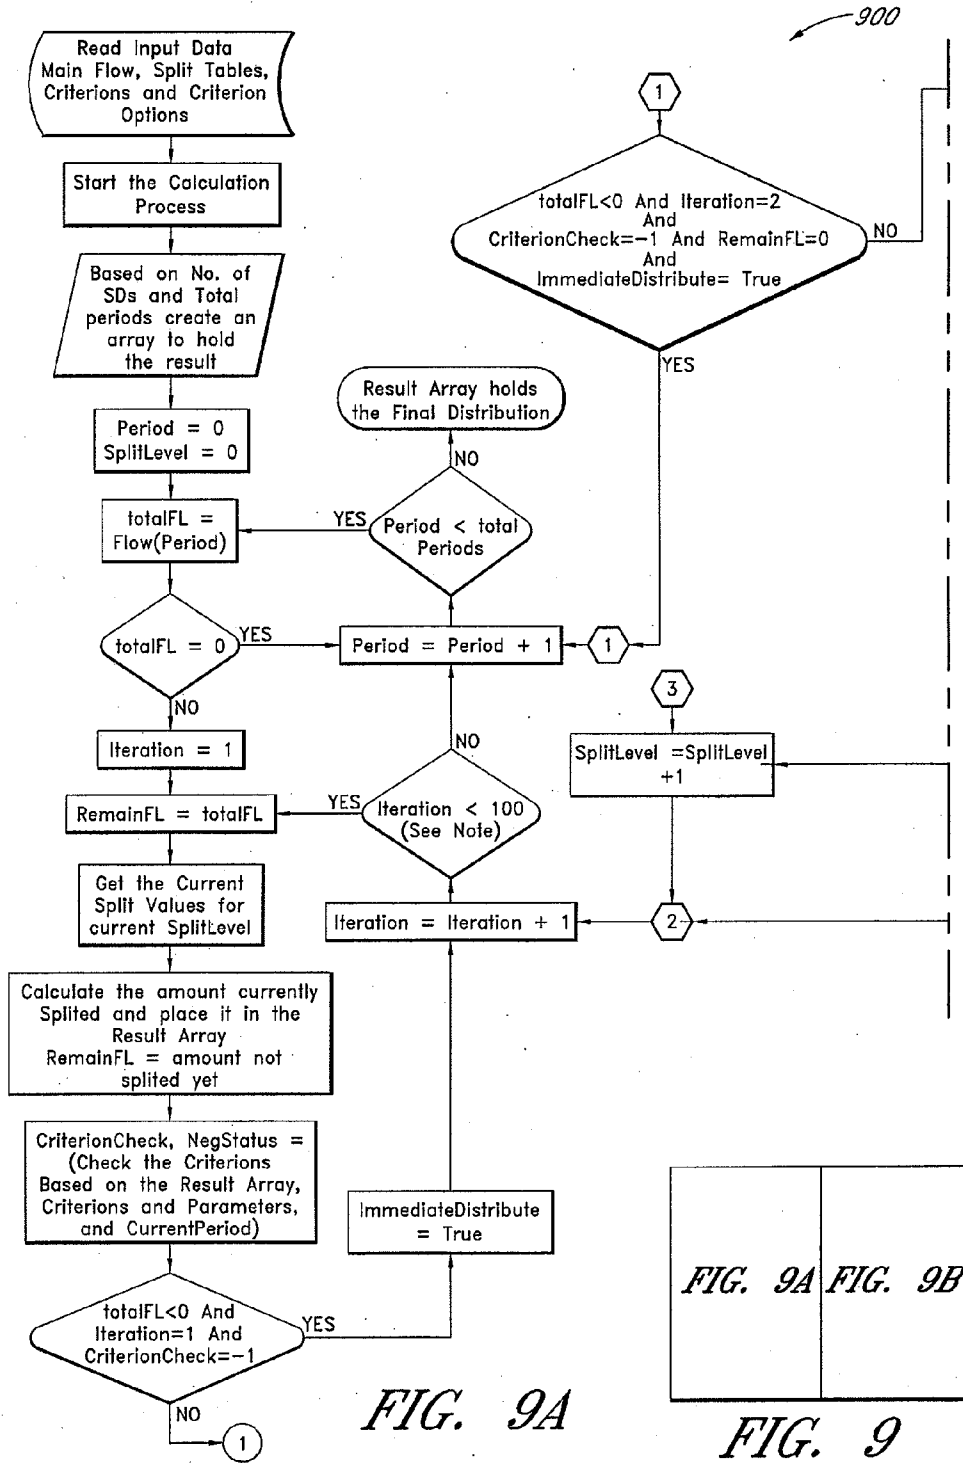 900
Read Input Data
Main Flow, Split Tables,
Criterions and Criterion
Options
Start the Calculation
Process
Based on No. of
SDs and Total
periods create an
array to hold
the result
Period = 0
SplitLevel = 0
totalFL =
Flow(Period)
totalFL = 0
YES
NO
Iteration = 1
RemainFL = totalFL
Get the Current
Split Values for
current SplitLevel
Calculate the amount currently
Splited and place it in the
Result Array
RemainFL = amount not
splited yet
CriterionCheck, NegStatus =
(Check the Criterions
Based on the Result Array,
Criterions and Parameters,
and CurrentPeriod)
totalFL<0 And
Iteration=1 And
CriterionCheck=-1
YES
NO
1
ImmediateDistribute
= True
Iteration = Iteration + 1
Iteration < 100
(See Note)
YES
NO
Period = Period + 1
Period < total
Periods
YES
NO
Result Array holds
the Final Distribution
1
totalFL<0 And Iteration=2
And
CriterionCheck=-1 And RemainFL=0
And
ImmediateDistribute= True
NO
YES
1
3
SplitLevel =SplitLevel
+1
2
FIG. 9A
FIG. 9A
FIG. 9B
FIG. 9